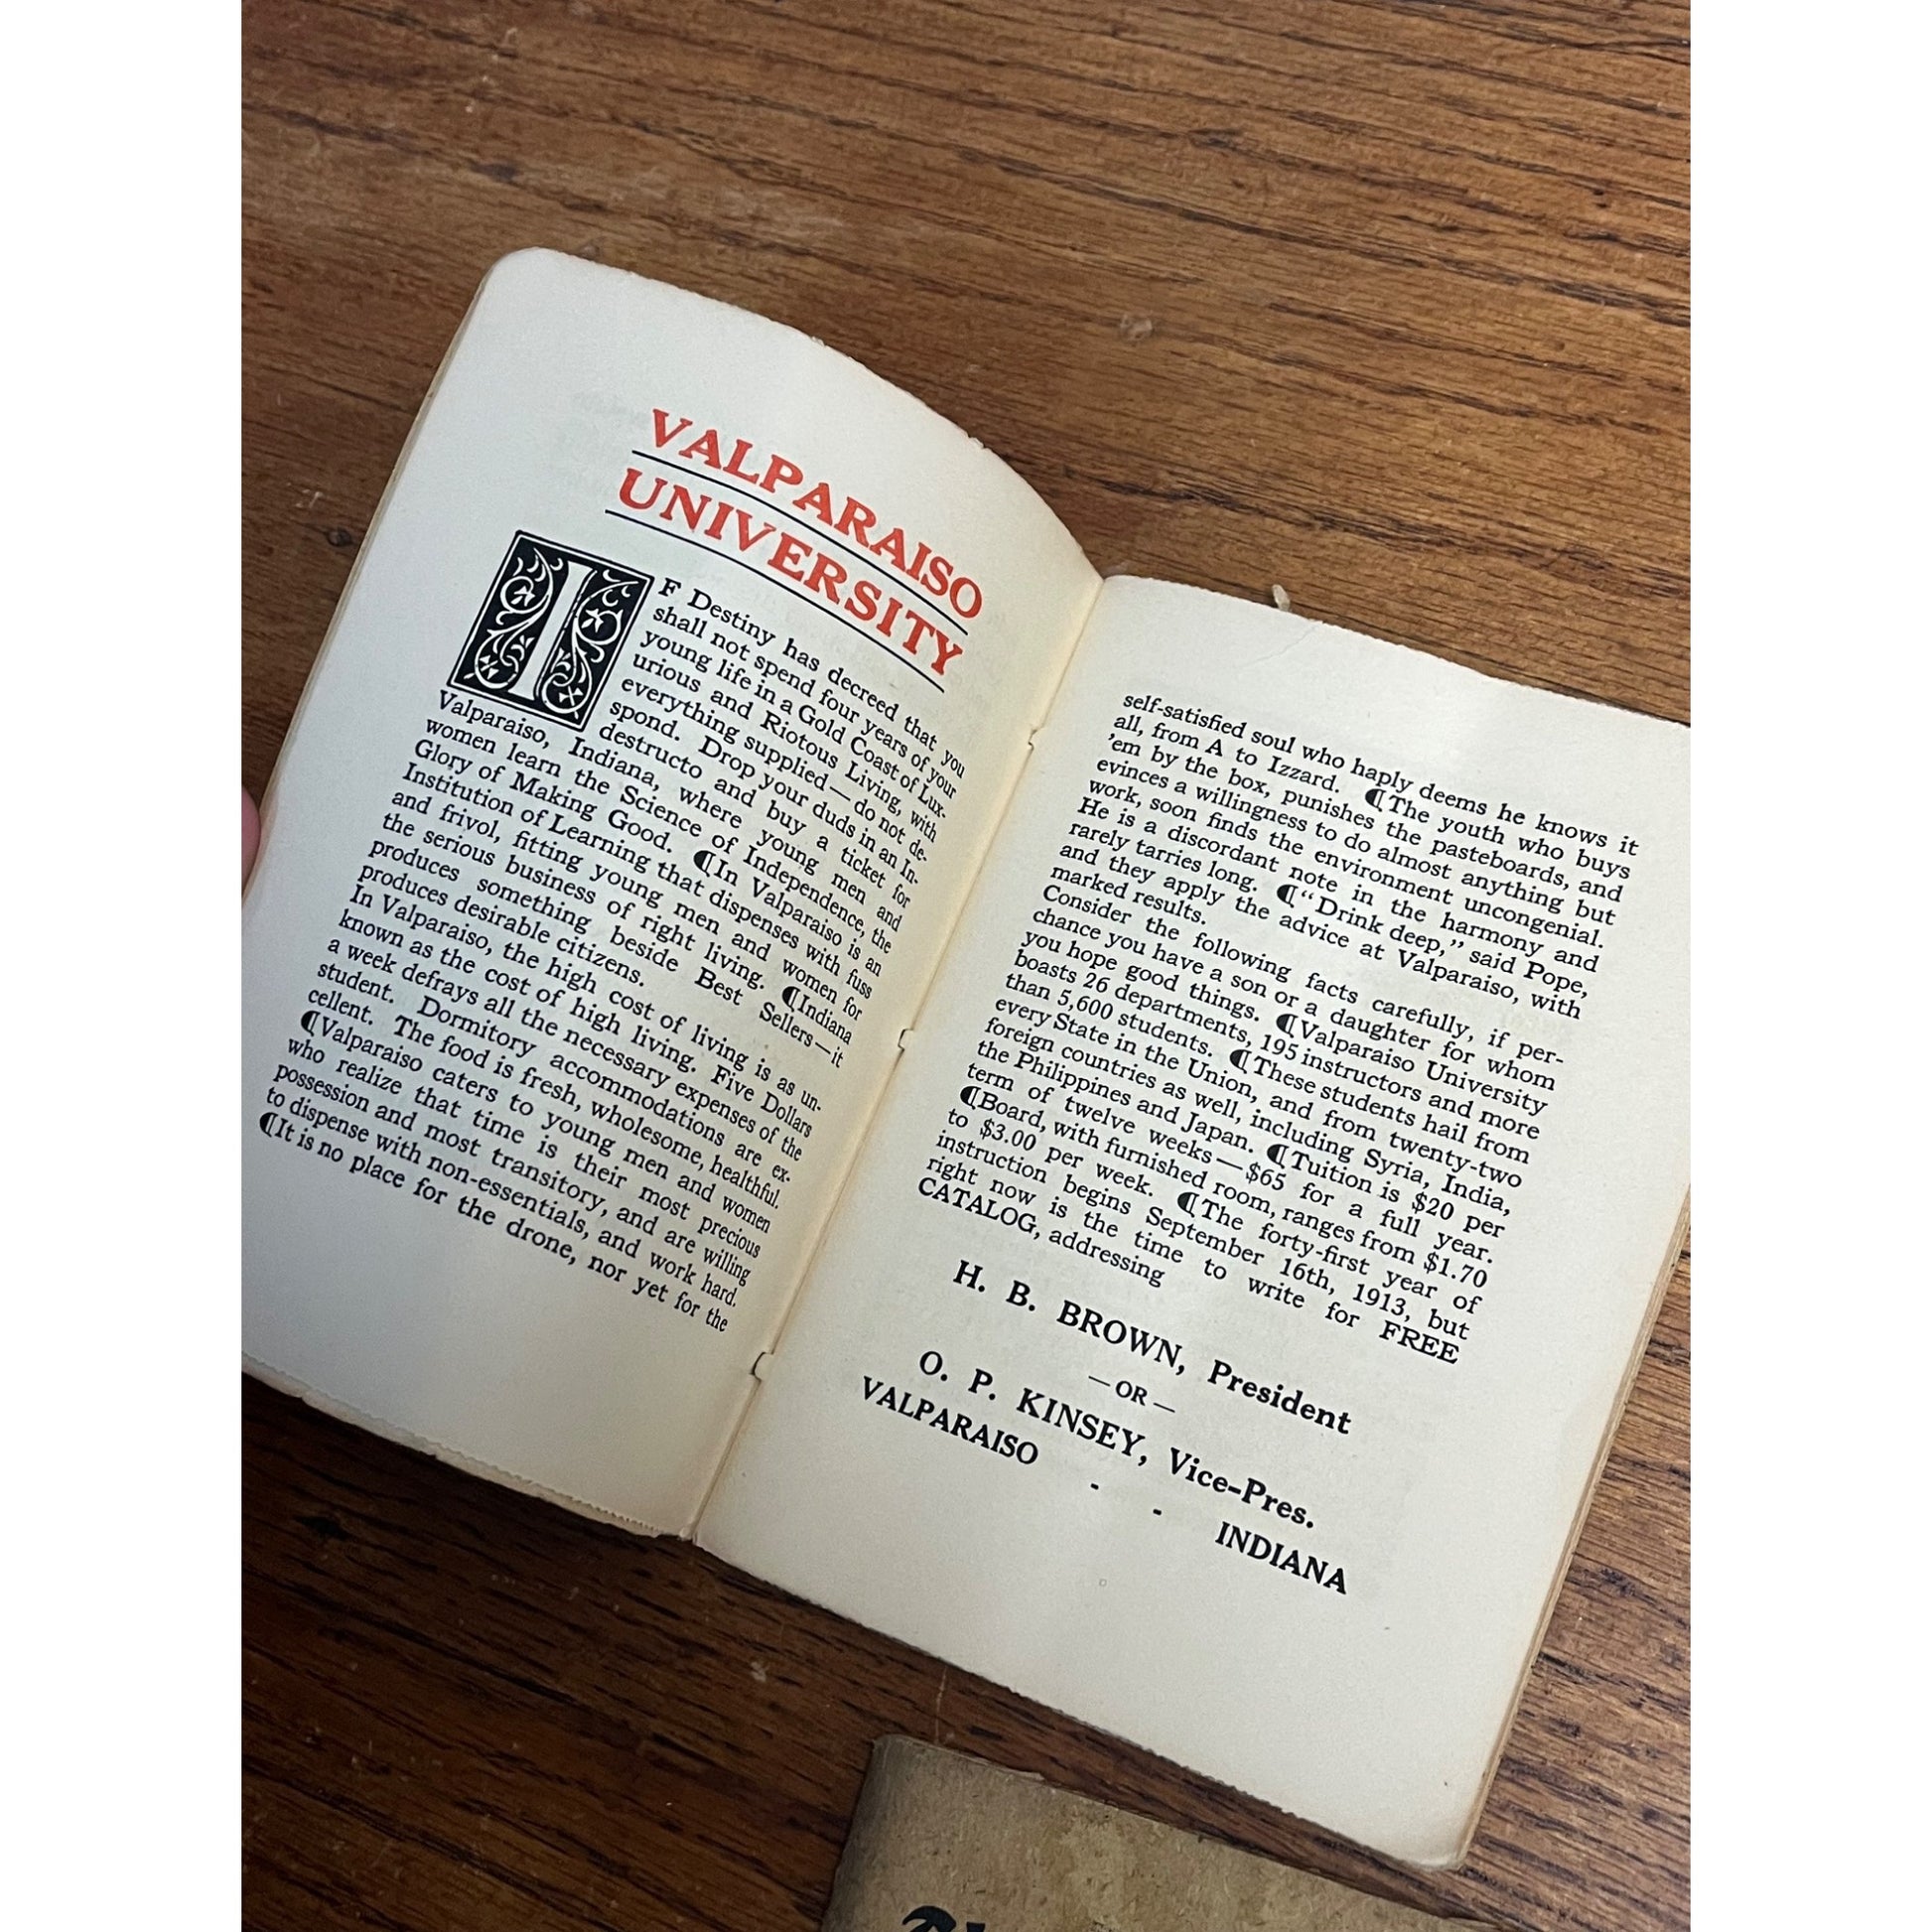 VALPARAISO
UNIVERSITY
IF Destiny has decreed that you
shall not spend four years of your
young life in a Gold Coast of Lux-
urious and Riotous Living, with
everything supplied—do not de-
spond. Drop your duds in an In-
destructo and buy a ticket for
Valparaiso, Indiana, where young men and
women learn the Science of Independence, the
Glory of Making Good. ¶In Valparaiso is an
Institution of Learning that dispenses with fuss
and frivol, fitting young men and women for
the serious business of right living. ¶Indiana
produces something beside Best Sellers—it
produces desirable citizens.
In Valparaiso, the high cost of living is as un-
known as the cost of high living. Five Dollars
a week defrays all the necessary expenses of the
student. Dormitory accommodations are ex-
cellent. The food is fresh, wholesome, healthful.
¶Valparaiso caters to young men and women
who realize that time is their most precious
possession and most transitory, and are willing
to dispense with non-essentials, and work hard.
¶It is no place for the drone, nor yet for the
self-satisfied soul who haply deems he knows it
all, from A to Izzard. ¶The youth who buys
'em by the box, punishes the pasteboards, and
evinces a willingness to do almost anything but
work, soon finds the environment uncongenial.
He is a discordant note in the harmony and
rarely tarries long. ¶"Drink deep," said Pope,
and they apply the advice at Valparaiso, with
marked results.
Consider the following facts carefully, if per-
chance you have a son or a daughter for whom
you hope good things. ¶Valparaiso University
boasts 26 departments, 195 instructors and more
than 5,600 students. ¶These students hail from
every State in the Union, and from twenty-two
foreign countries as well, including Syria, India,
the Philippines and Japan. ¶Tuition is $20 per
term of twelve weeks—$65 for a full year.
¶Board, with furnished room, ranges from $1.70
to $3.00 per week. ¶The forty-first year of
instruction begins September 16th, 1913, but
right now is the time to write for FREE
CATALOG, addressing
H. B. BROWN, President
—OR—
O. P. KINSEY, Vice-Pres.
VALPARAISO - - INDIANA